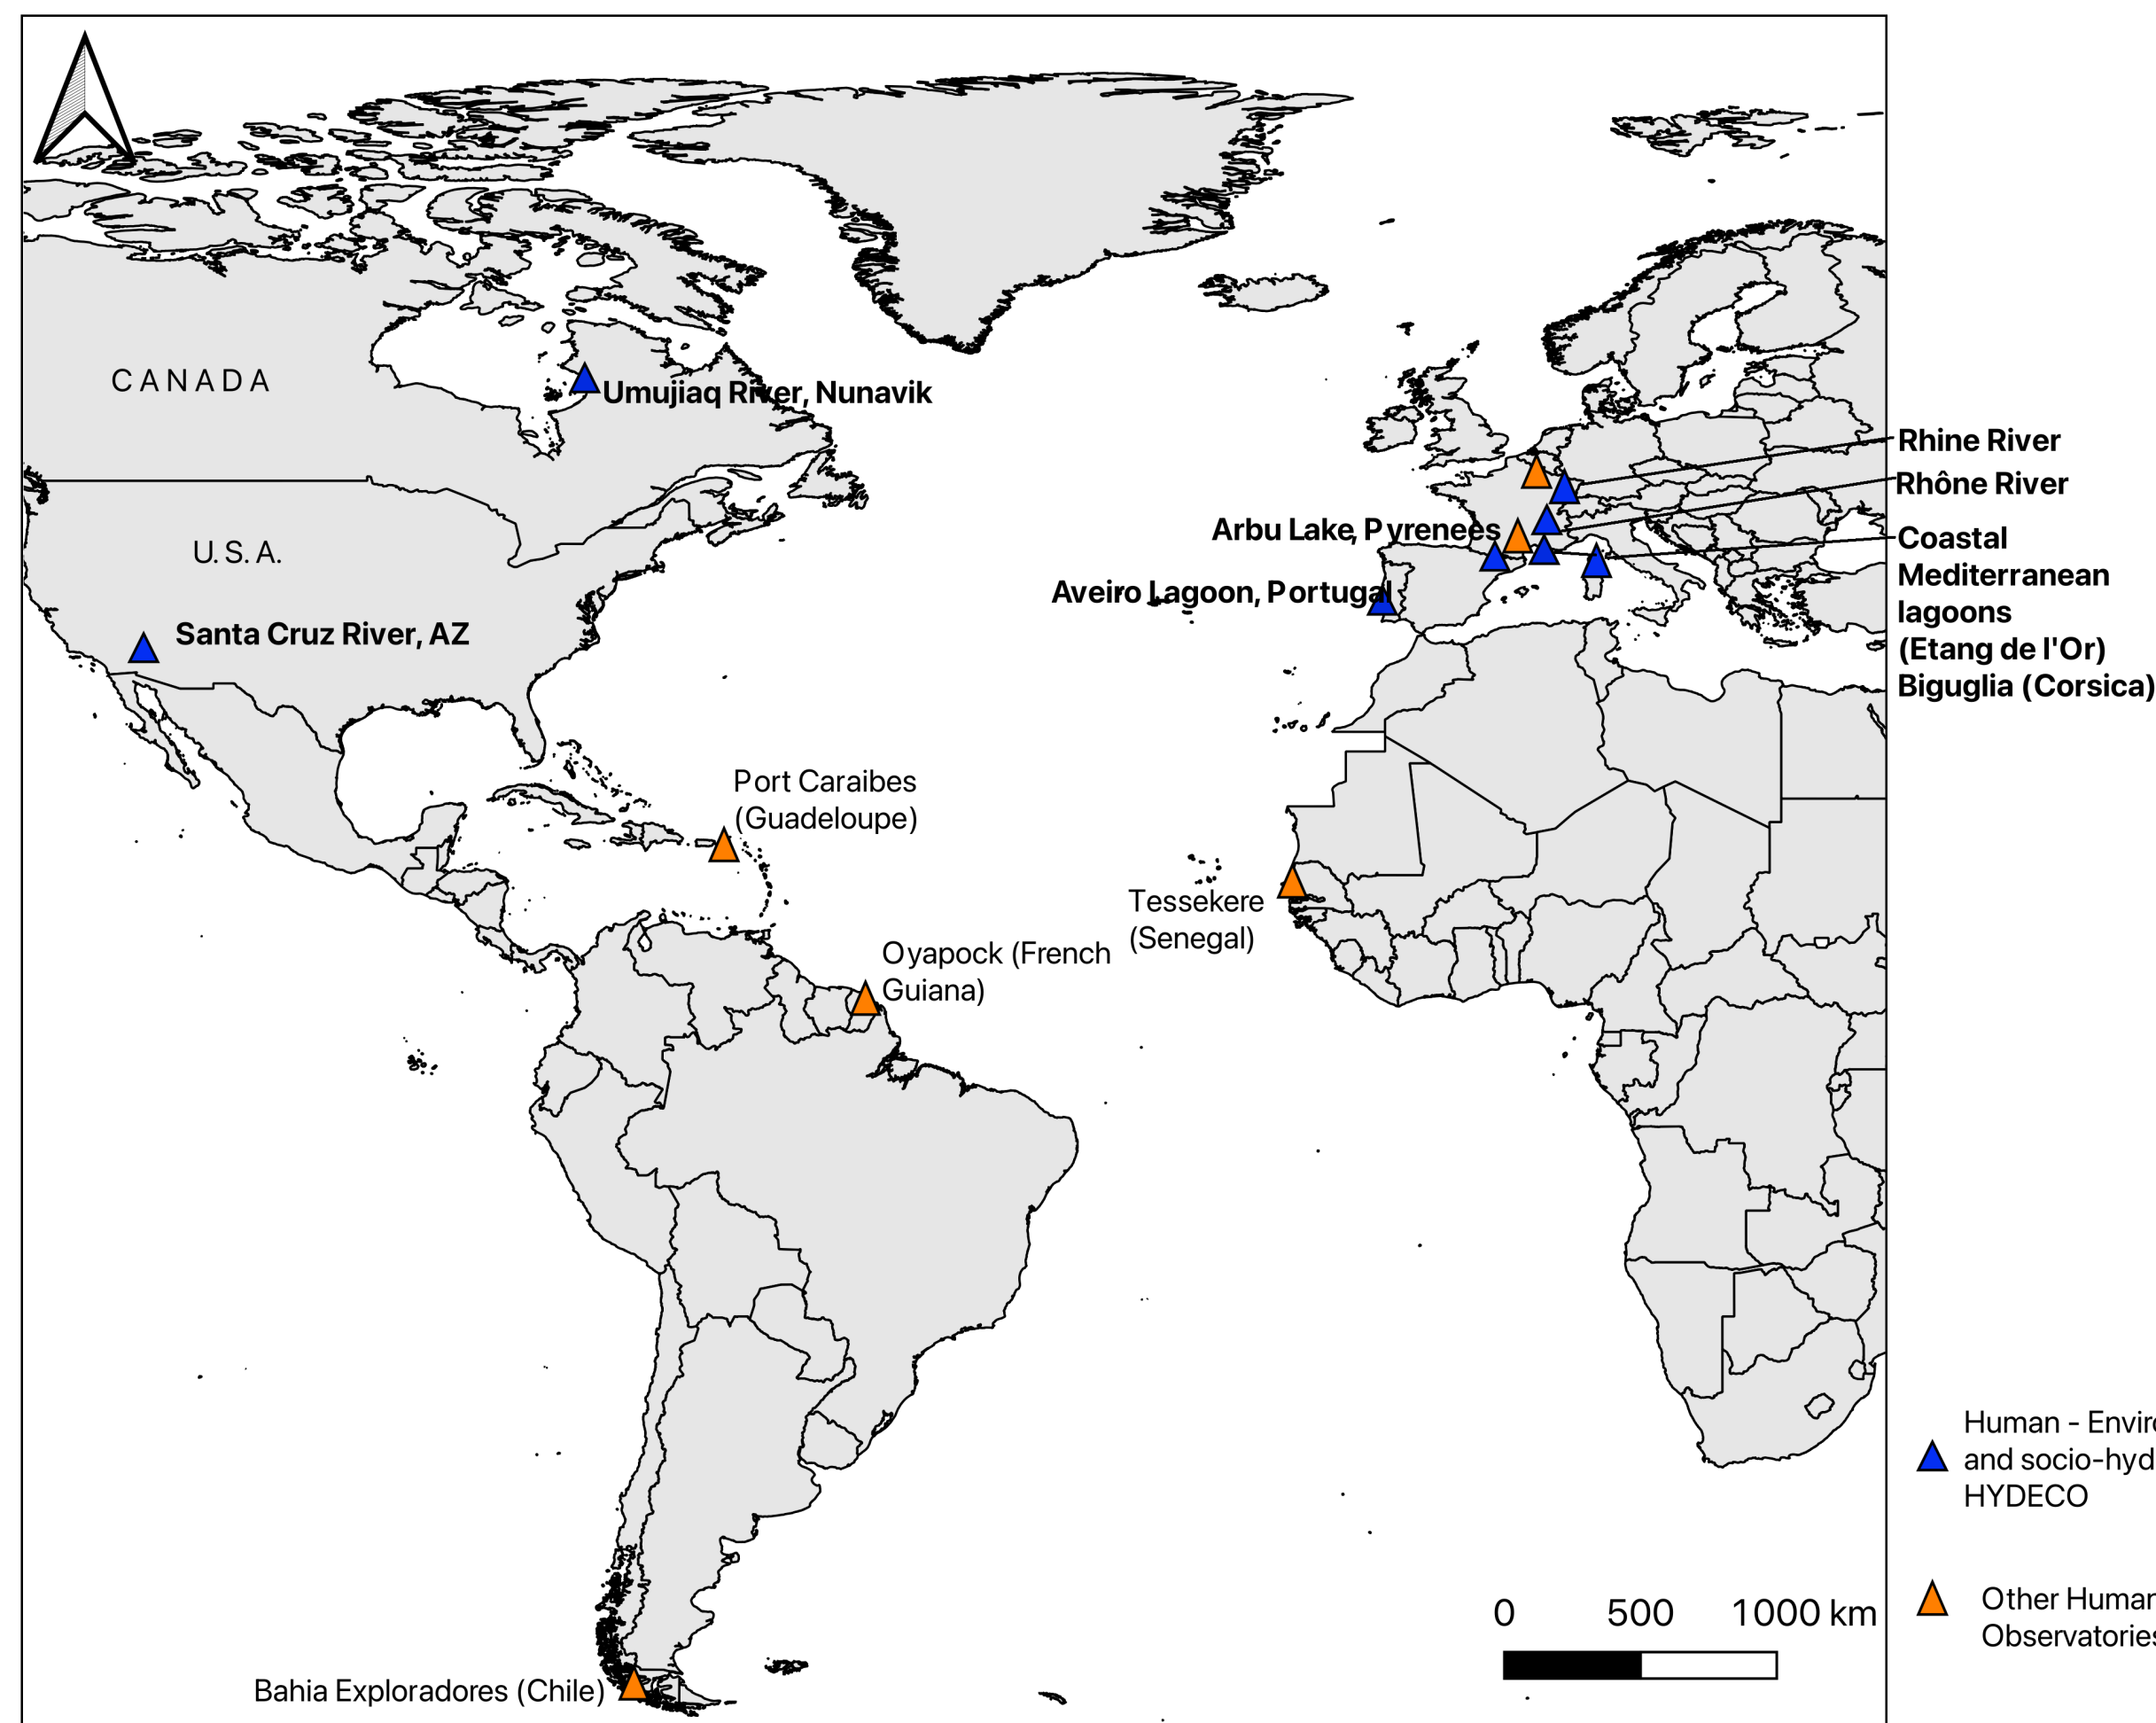 CANADA
Umujiaq River, Nunavik
U.S.A.
Santa Cruz River, AZ
Rhine River
Rhône River
Arbu Lake, Pyrenees
Aveiro Lagoon, Portugal
Coastal
Mediterranean
lagoons
(Etang de l'Or)
Biguglia (Corsica)
Port Caraibes
(Guadeloupe)
Tessekere
(Senegal)
Oyapock (French
Guiana)
Bahia Exploradores (Chile)
0 500 1000 km
Human - Enviro
and socio-hyd
HYDECO
Other Human
Observatories